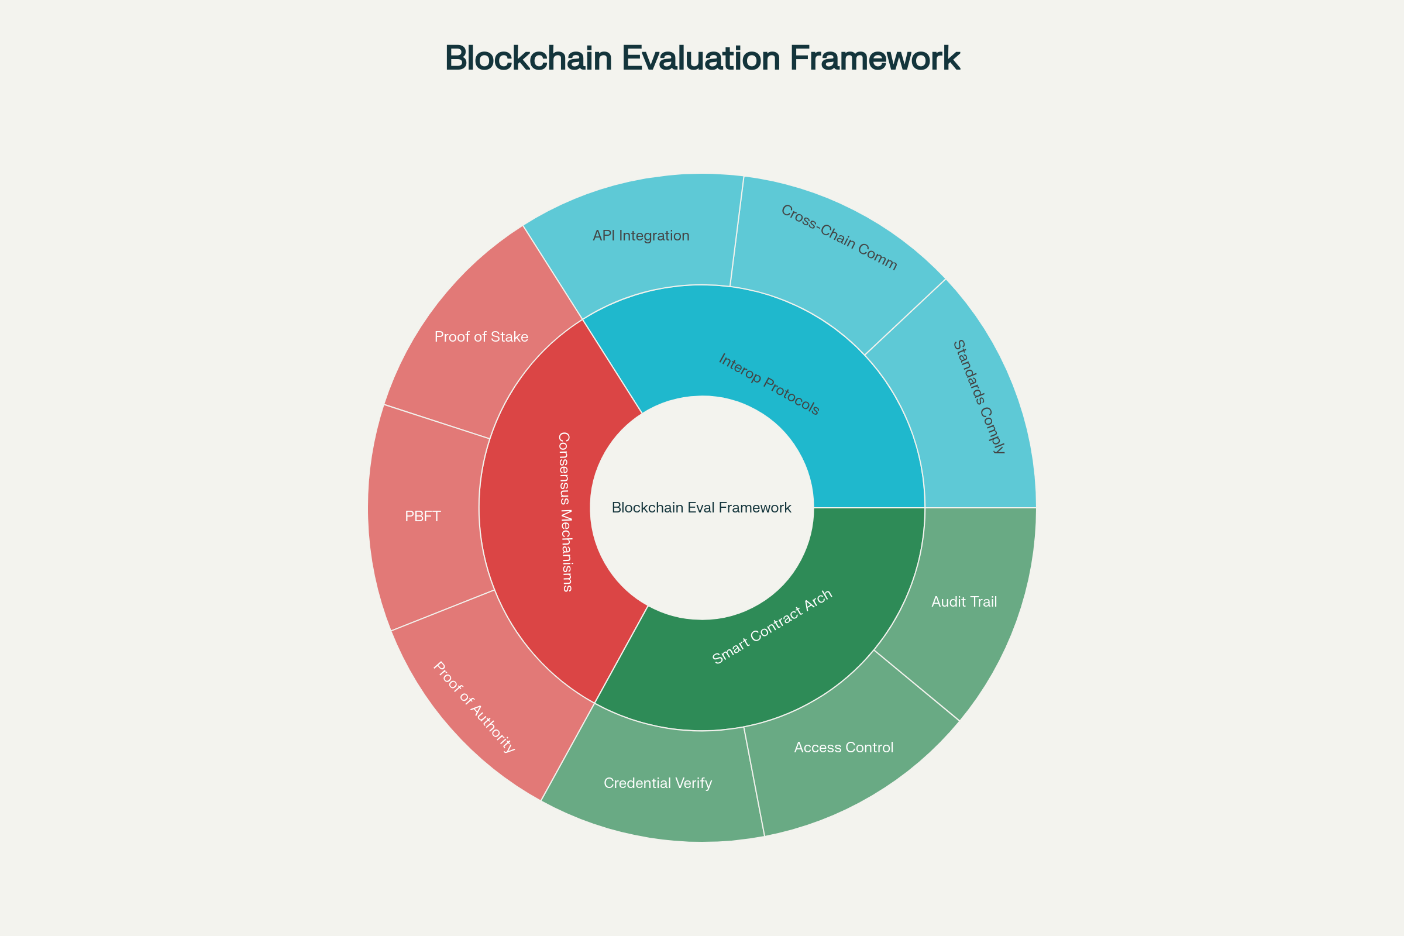 Blockchain Evaluation Framework
API Integration
Cross-Chain Comm
Standards Comply
Proof of Stake
Interop Protocols
PBFT
Consensus Mechanisms
Blockchain Eval Framework
Smart Contract Arch
Audit Trail
Proof of Authority
Access Control
Credential Verify